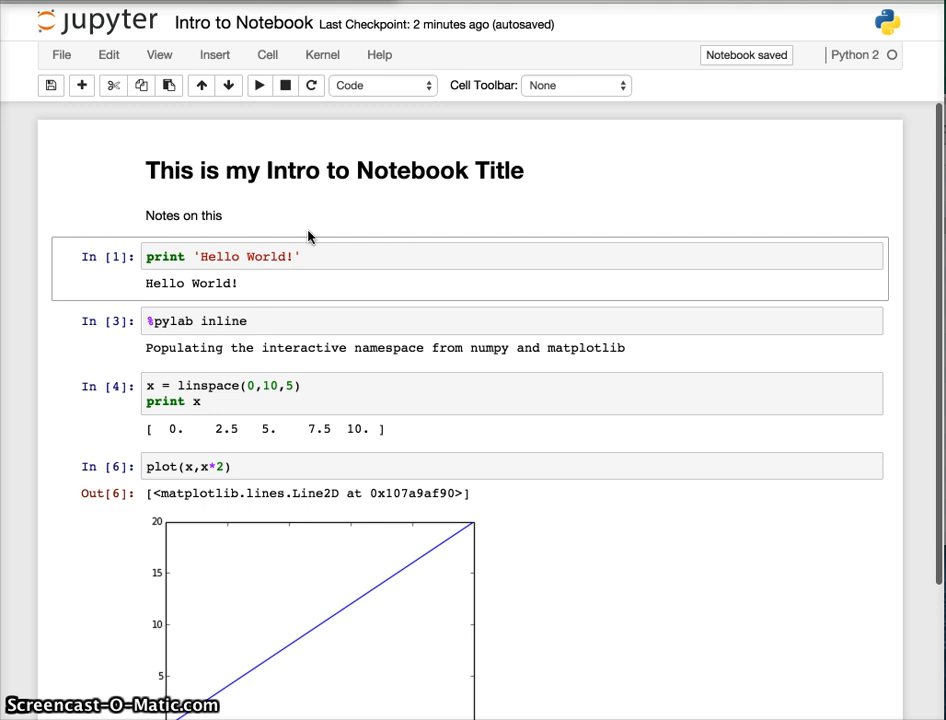 jupyter Intro to Notebook Last Checkpoint: 2 minutes ago (autosaved)
File Edit View Insert Cell Kernel Help Notebook saved Python 2
Code Cell Toolbar: None
This is my Intro to Notebook Title
Notes on this
In [1]: print 'Hello World!'
Hello World!
In [3]: %pylab inline
Populating the interactive namespace from numpy and matplotlib
In [4]: x = linspace(0,10,5)
print x
[ 0. 2.5 5. 7.5 10. ]
In [6]: plot(x,x*2)
Out[6]: [<matplotlib.lines.Line2D at 0x107a9af90>]
20
15
10
5
Screencast-O-Matic.com